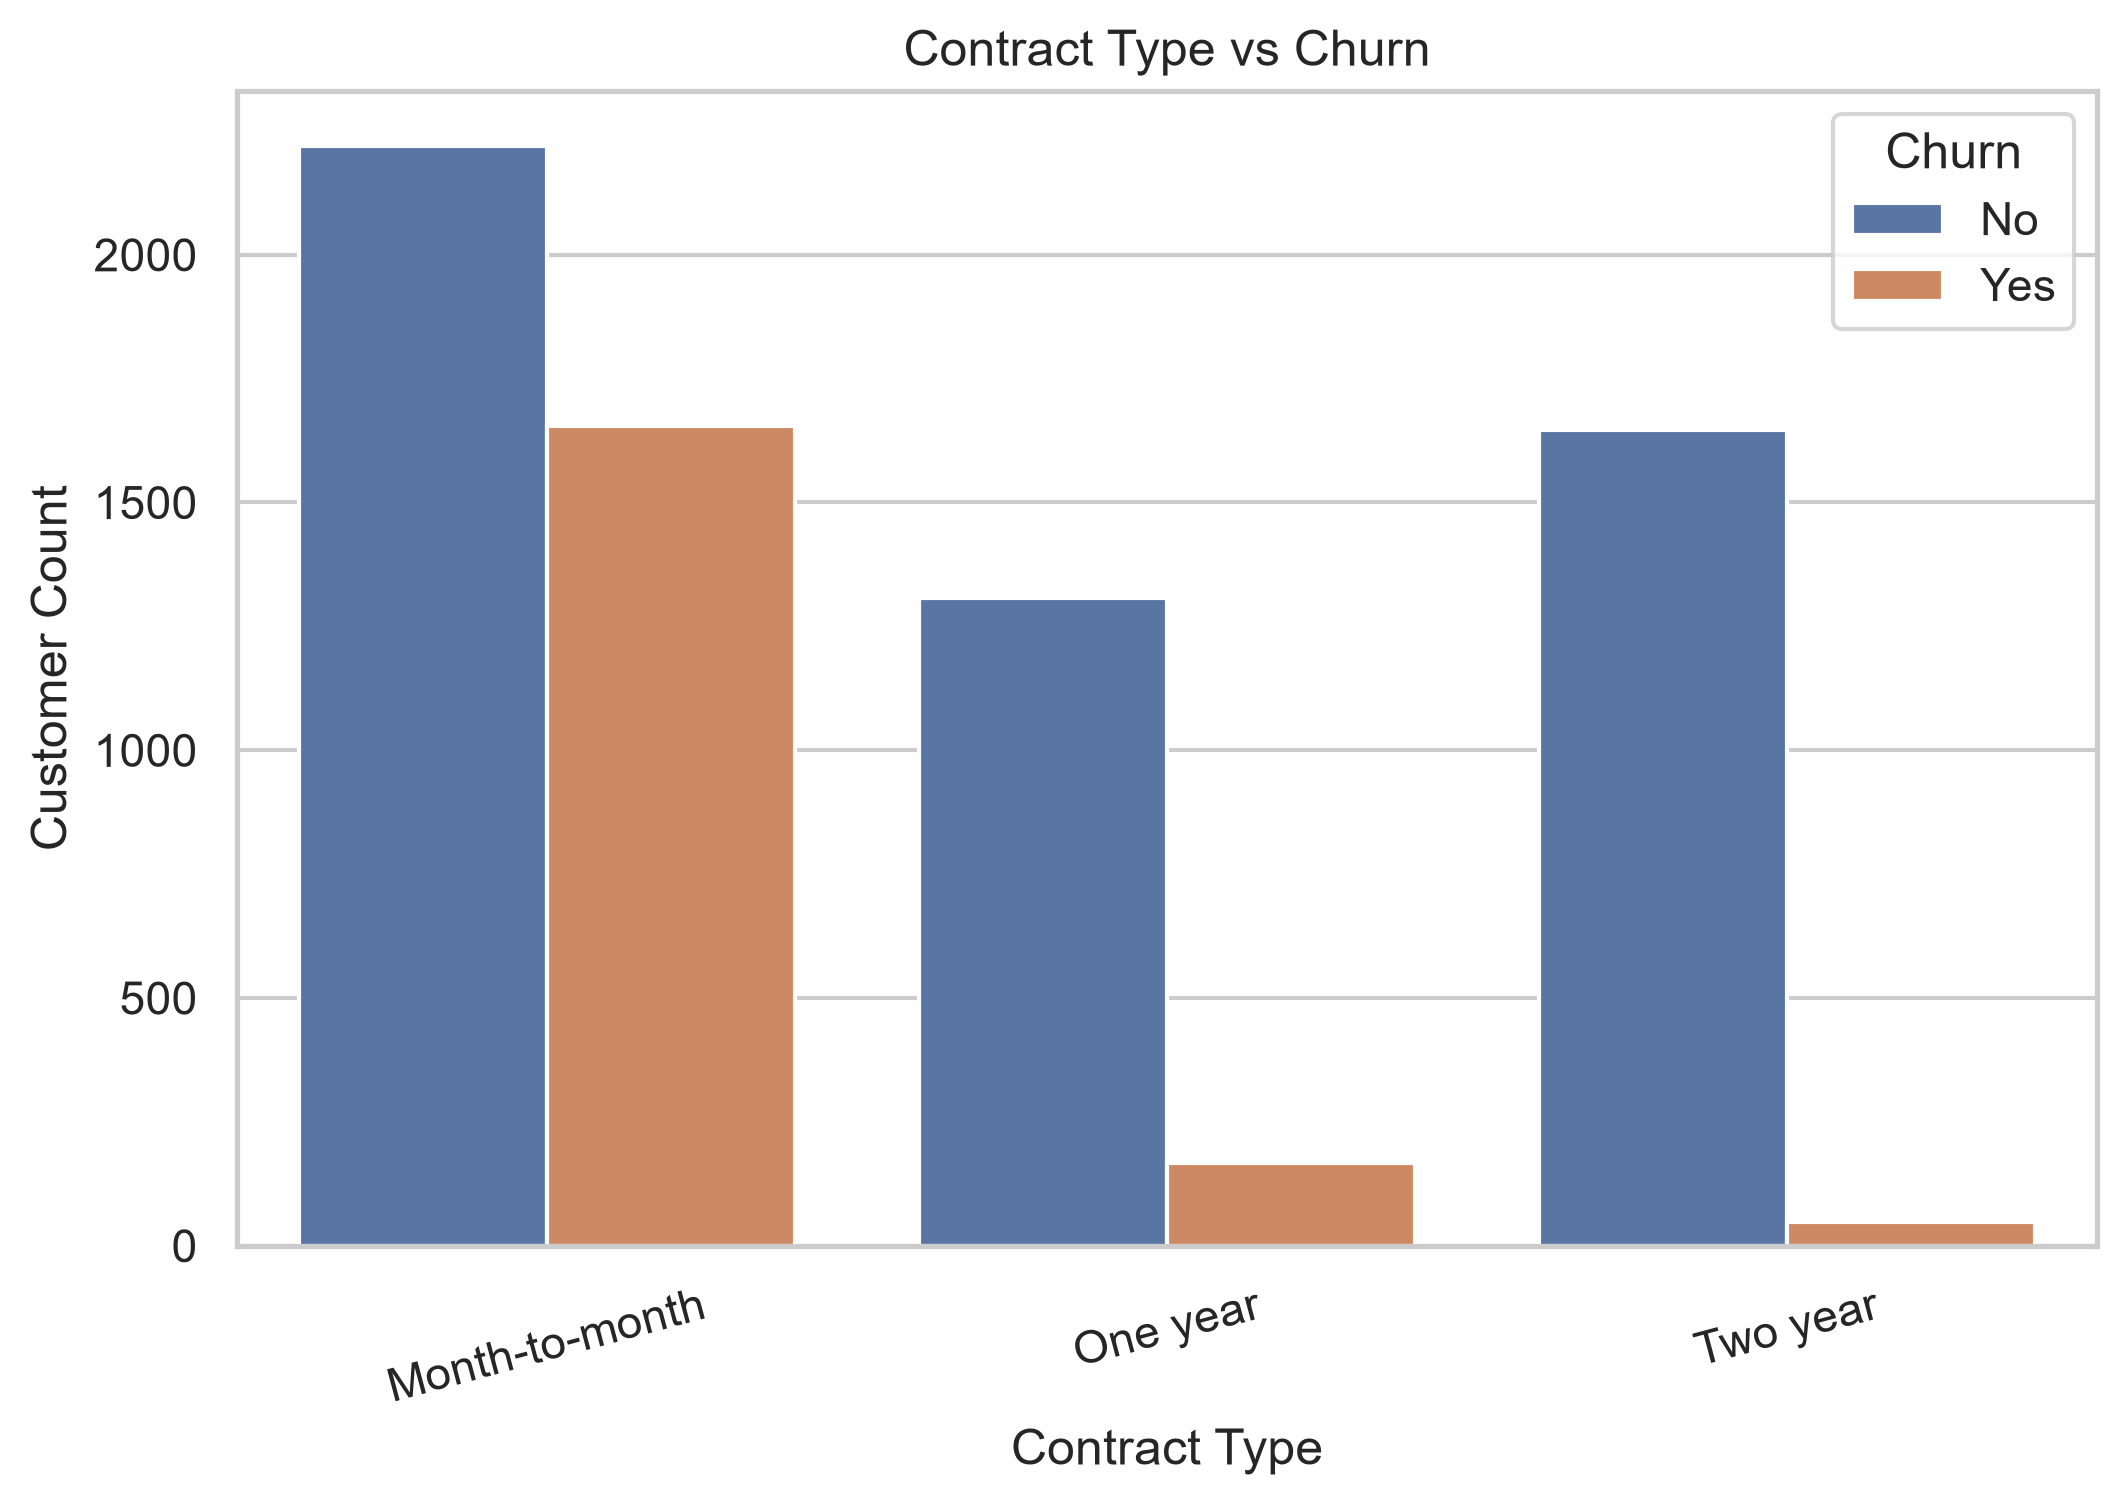 Contract Type vs Churn
Churn
No
Yes
Customer Count
2000
1500
1000
500
0
Month-to-month
One year
Two year
Contract Type